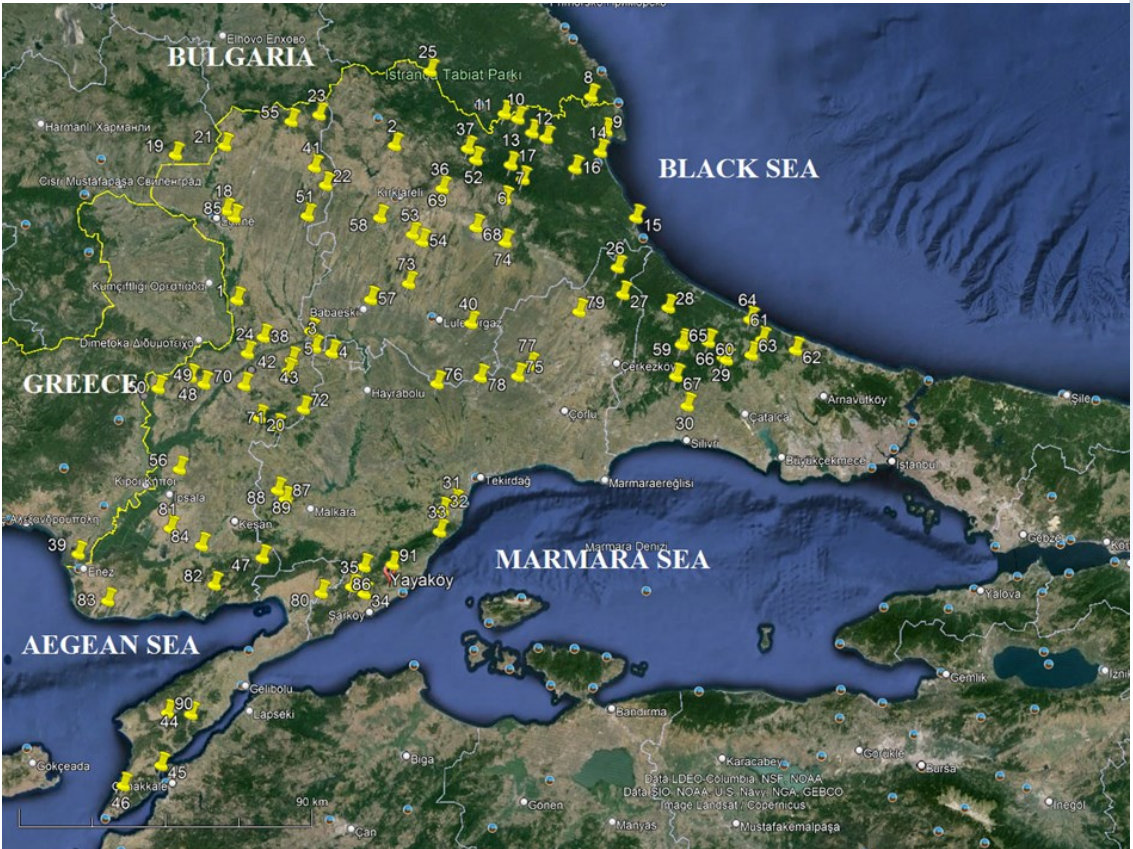 Elhovo Елхово
BULGARIA
25
Istranca Tabiat Parkı
8
23
55
11
10
12
9
Harmanlı Харманли
21
2
37
13
14
19
41
17
16
BLACK SEA
52
Cisri Mustafapaşa Свиленград
22
36
7
Kırklareli
69
6
18
85
51
Edirne
58
53
54
68
15
74
26
73
Kumçiftliği Ορεστιάδα
1
27
57
28
79
64
Babaeski
40
Lüleburgaz
61
3
24
38
65
Dimetoka Διδυμότειχο
5
4
59
60
63
62
77
66
42
Çerkezköy
29
GREECE
49
43
75
50
48
70
76
78
67
Hayrabolu
72
Şile
Arnavutköy
Çorlu
Çatalca
71
20
30
Silivri
56
Büyükçekmece
İstanbul
Kıpoi Κήποι
31
Tekirdağ
Marmaraereğlisi
İpsala
88
87
32
81
89
Malkara
33
Αλεξανδρούπολη
Keşan
84
Gebze
39
47
35
91
Marmara Denizi
MARMARA SEA
Enez
82
86
Yayaköy
83
80
34
Yalova
Şarköy
AEGEAN SEA
Gemlik
İznik
Gelibolu
90
44
Lapseki
Bandırma
Gökçeada
Biga
Karacabey
Görükle
Bursa
45
Çanakkale
Data LDEO-Columbia, NSF, NOAA
Data SIO, NOAA, U.S. Navy, NGA, GEBCO
46
90 km
Gönen
Image Landsat / Copernicus
İnegöl
Çan
Manyas
Mustafakemalpaşa